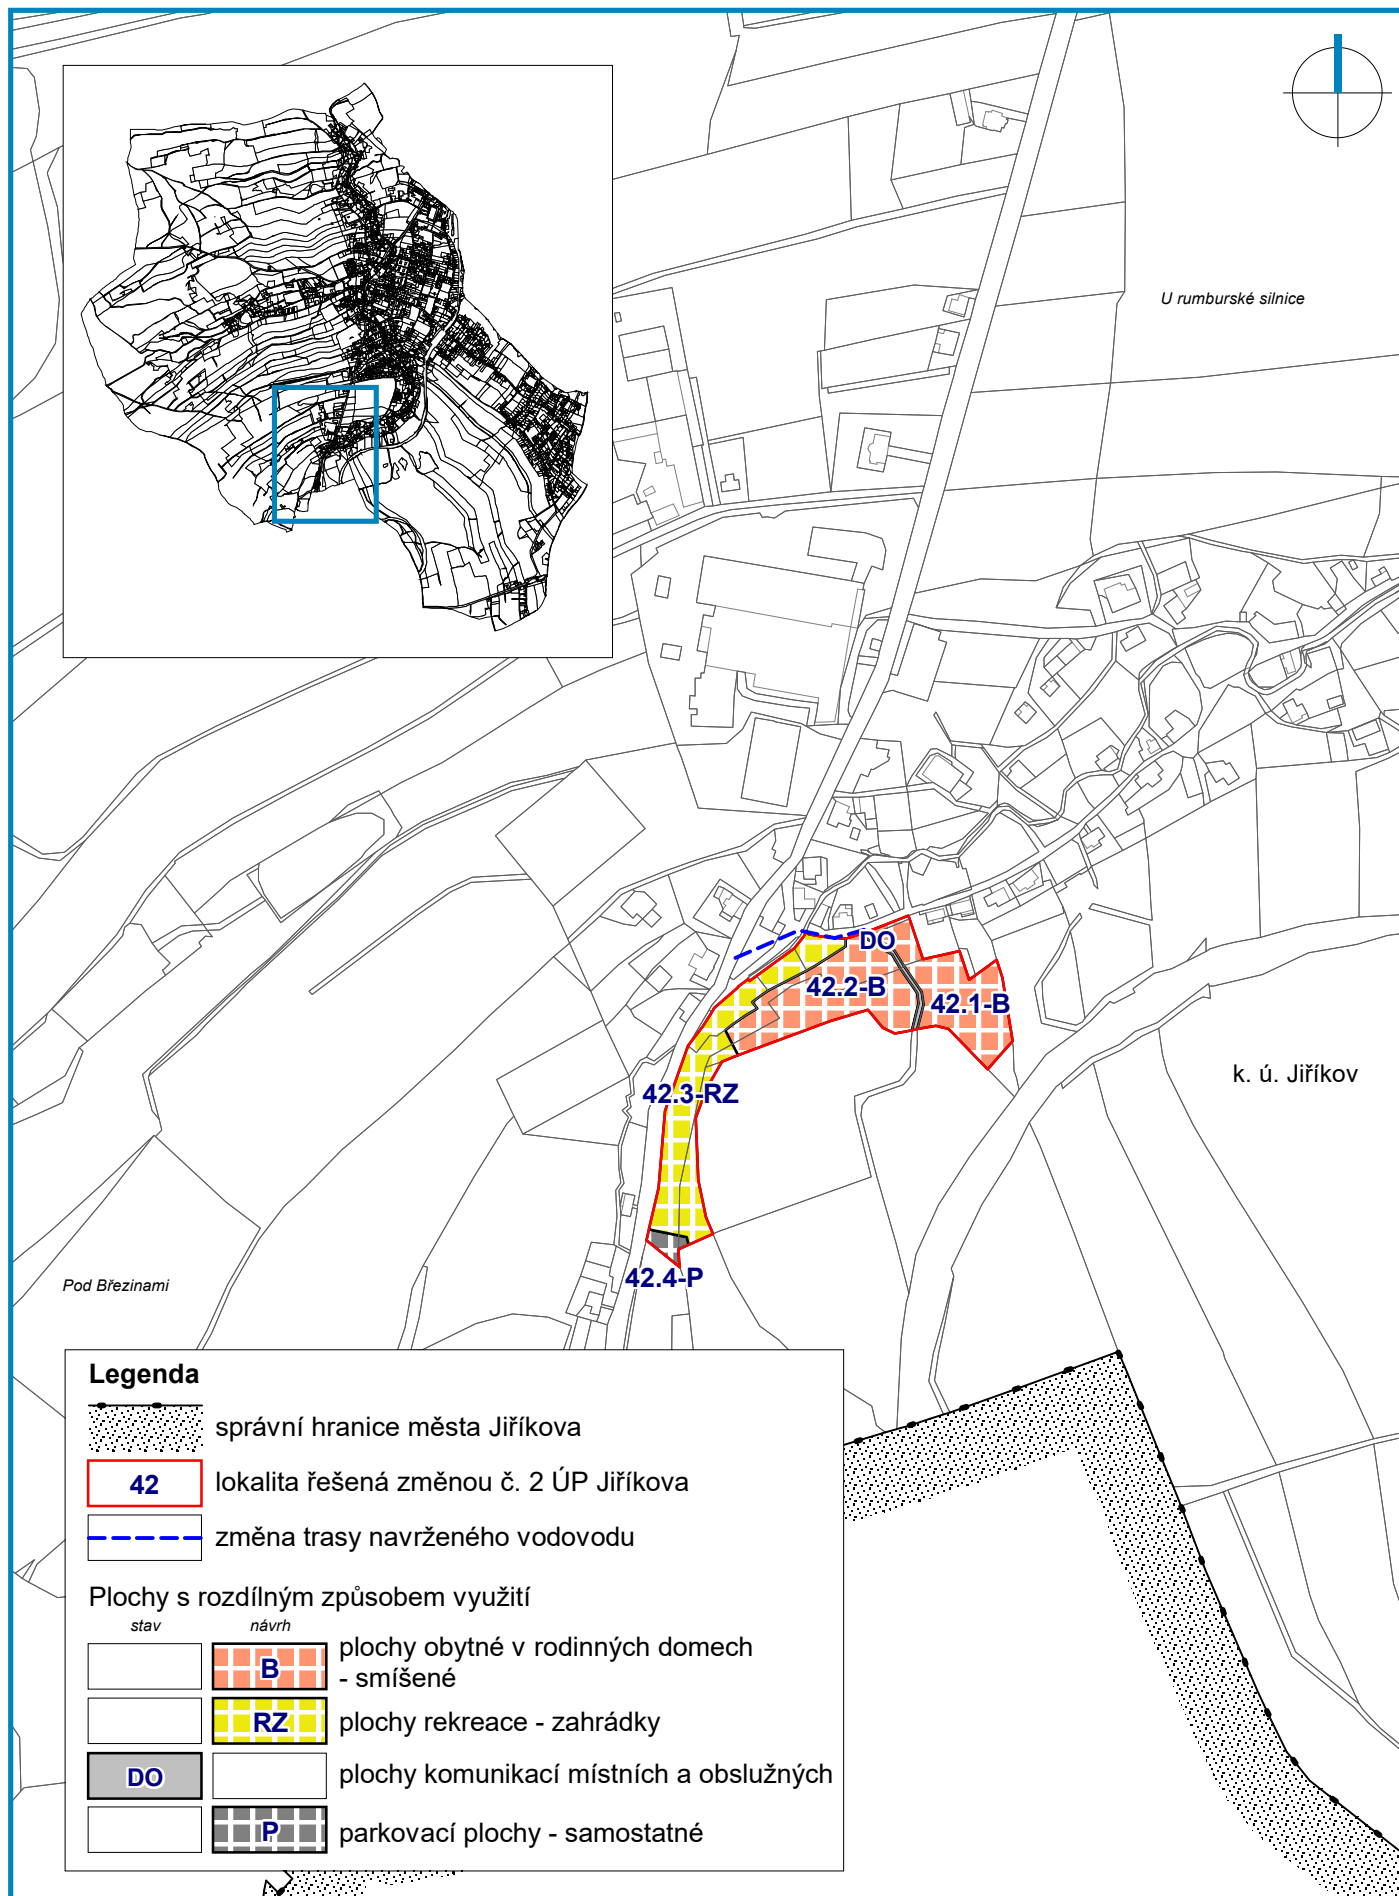 U rumburské silnice
DO
42.2-B
42.1-B
k. ú. Jiříkov
42.3-RZ
42.4-P
Pod Březinami
Legenda
správní hranice města Jiříkova
42 lokalita řešená změnou č. 2 ÚP Jiříkova
změna trasy navrženého vodovodu
Plochy s rozdílným způsobem využití
stav návrh
B plochy obytné v rodinných domech
- smíšené
RZ plochy rekreace - zahrádky
DO plochy komunikací místních a obslužných
P parkovací plochy - samostatné